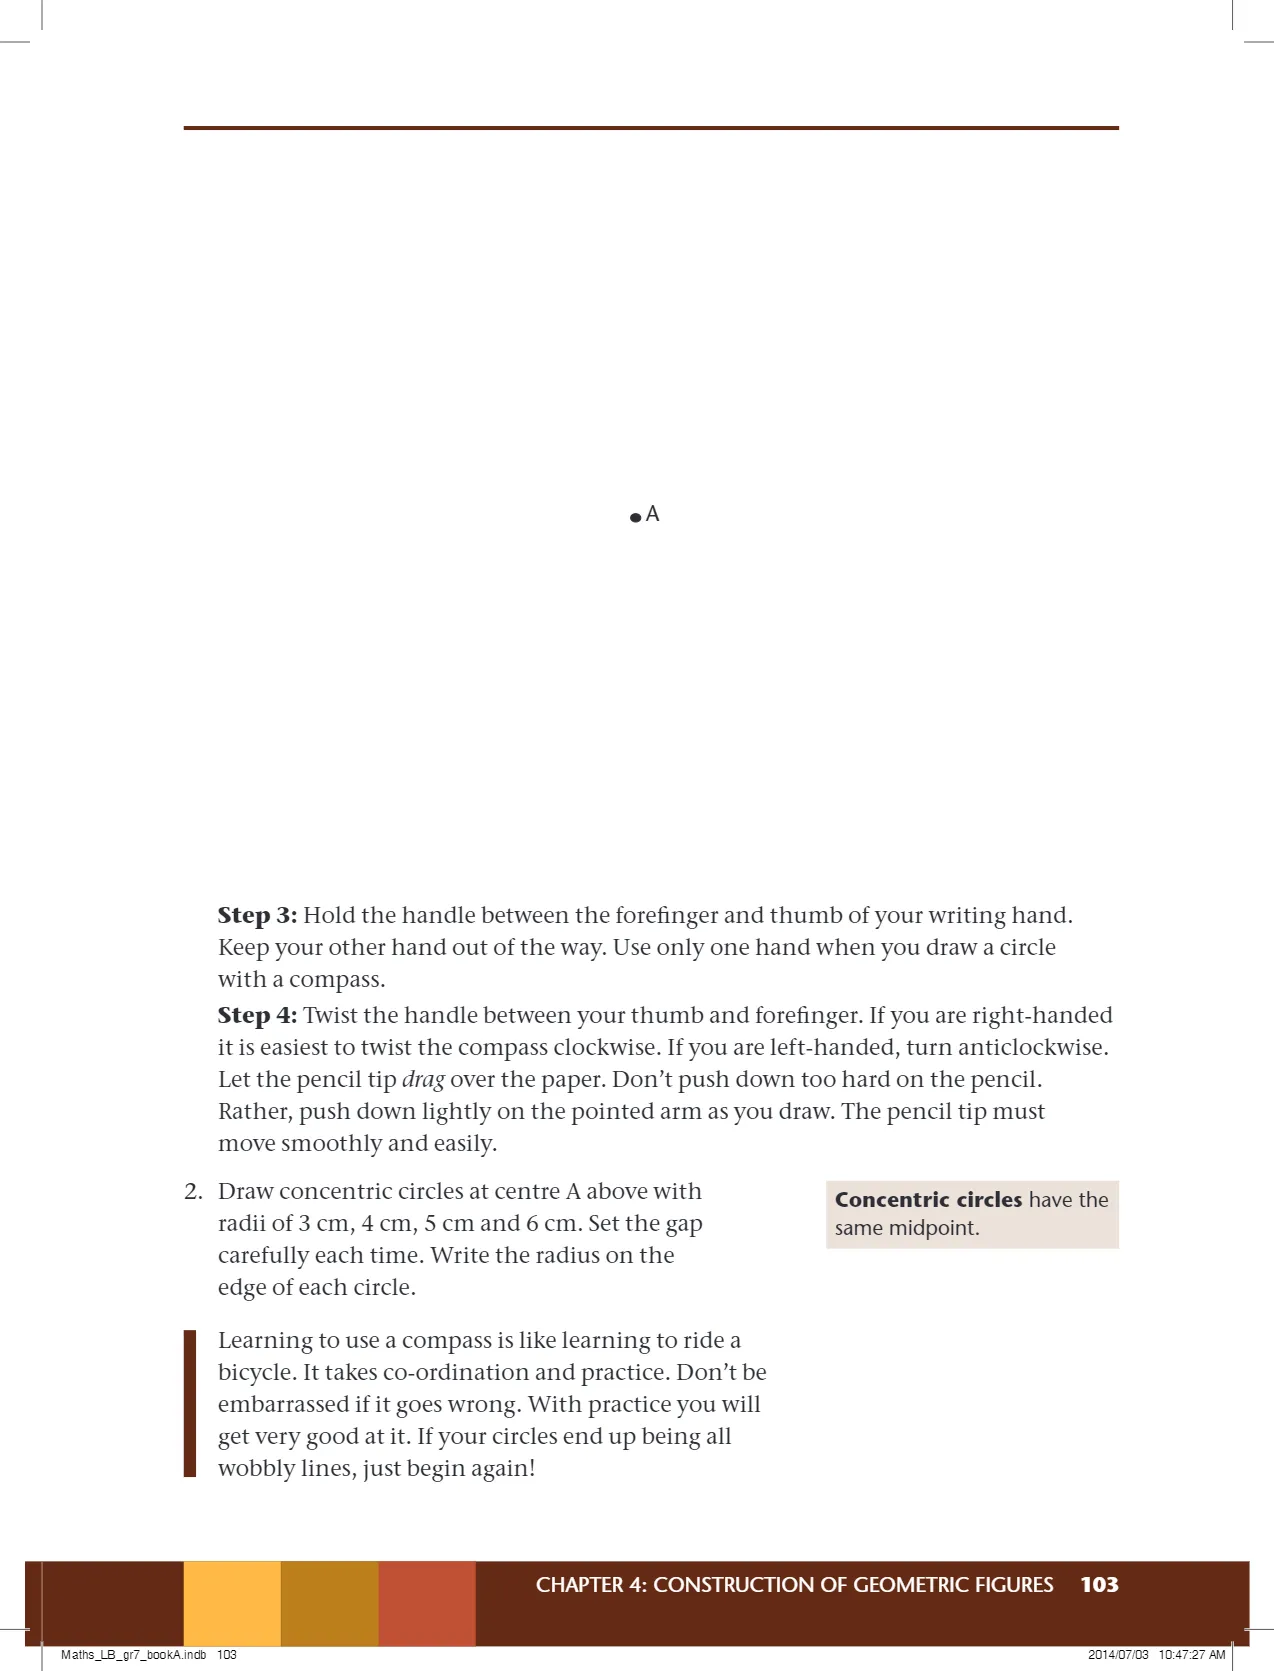 A
Step 3: Hold the handle between the forefinger and thumb of your writing hand.
Keep your other hand out of the way. Use only one hand when you draw a circle
with a compass.
Step 4: Twist the handle between your thumb and forefinger. If you are right-handed
it is easiest to twist the compass clockwise. If you are left-handed, turn anticlockwise.
Let the pencil tip drag over the paper. Don’t push down too hard on the pencil.
Rather, push down lightly on the pointed arm as you draw. The pencil tip must
move smoothly and easily.
2. Draw concentric circles at centre A above with
radii of 3 cm, 4 cm, 5 cm and 6 cm. Set the gap
carefully each time. Write the radius on the
edge of each circle.
Concentric circles have the
same midpoint.
Learning to use a compass is like learning to ride a
bicycle. It takes co-ordination and practice. Don’t be
embarrassed if it goes wrong. With practice you will
get very good at it. If your circles end up being all
wobbly lines, just begin again!
CHAPTER 4: CONSTRUCTION OF GEOMETRIC FIGURES 103
Maths_LB_gr7_bookA.indb 103
2014/07/03 10:47:27 AM